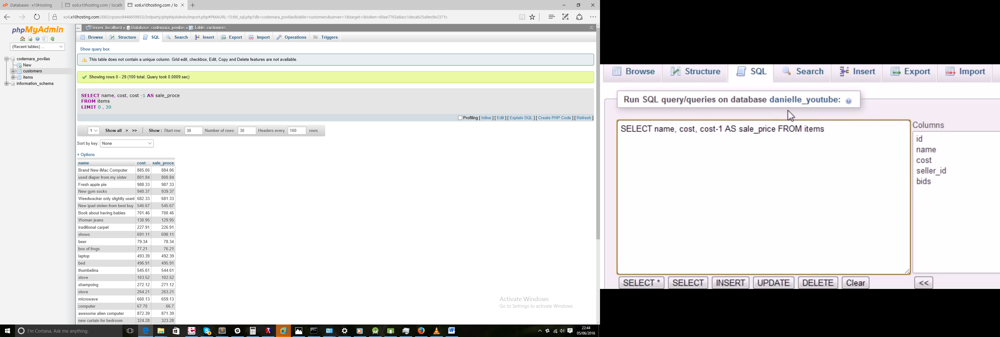 Databases - x10Hosting
xo6.x10hosting.com / localh
xo6.x10hosting.com / lo
xo6.x10hosting.com:2083/cpsess9446659933/3rdparty/phpMyAdmin/import.php#PMAURL-15:tbl_sql.php?db=codemara_povilas&table=customers&server=1&target=&token=60ae7763a8acc1decab25a9ec9e2371c
phpMyAdmin
(Recent tables) ...
codemara_povilas
New
customers
items
information_schema
Server: localhost » Database: codemara_povilas » Table: customers
Browse Structure SQL Search Insert Export Import Operations Triggers
Show query box
This table does not contain a unique column. Grid edit, checkbox, Edit, Copy and Delete features are not available.
Showing rows 0 - 29 (100 total, Query took 0.0009 sec)
SELECT name, cost, cost -1 AS sale_proce
FROM items
LIMIT 0 , 30
Profiling [ Inline ] [ Edit ] [ Explain SQL ] [ Create PHP Code ] [ Refresh ]
1 Show all > >> Show : Start row: 30 Number of rows: 30 Headers every 100 rows
Sort by key: None
+ Options
name cost sale_proce
Brand New iMac Computer 885.06 884.06
used diaper from my sister 801.84 800.84
Fresh apple pie 988.33 987.33
New gym socks 940.37 939.37
Weedwacker only slightly used 682.33 681.33
New ipad stolen from best buy 546.67 545.67
Book about having babies 701.46 700.46
Woman jeans 130.95 129.95
traditional carpet 227.91 226.91
shows 691.11 690.11
beer 79.34 78.34
box of frogs 77.21 76.21
laptop 493.39 492.39
bed 496.91 495.91
thumbelina 545.61 544.61
stove 103.52 102.52
shampoing 272.12 271.12
stove 264.21 263.21
microwave 660.13 659.13
computer 67.70 66.7
awesome alien computer 872.39 871.39
new curtain for bedroom 324.28 323.28
Activate Windows
Go to Settings to activate Windows.
I'm Cortana. Ask me anything.
22:44
05/06/2016
Browse Structure SQL Search Insert Export Import
Run SQL query/queries on database danielle_youtube:
SELECT name, cost, cost-1 AS sale_price FROM items
Columns
id
name
cost
seller_id
bids
SELECT * SELECT INSERT UPDATE DELETE Clear <<